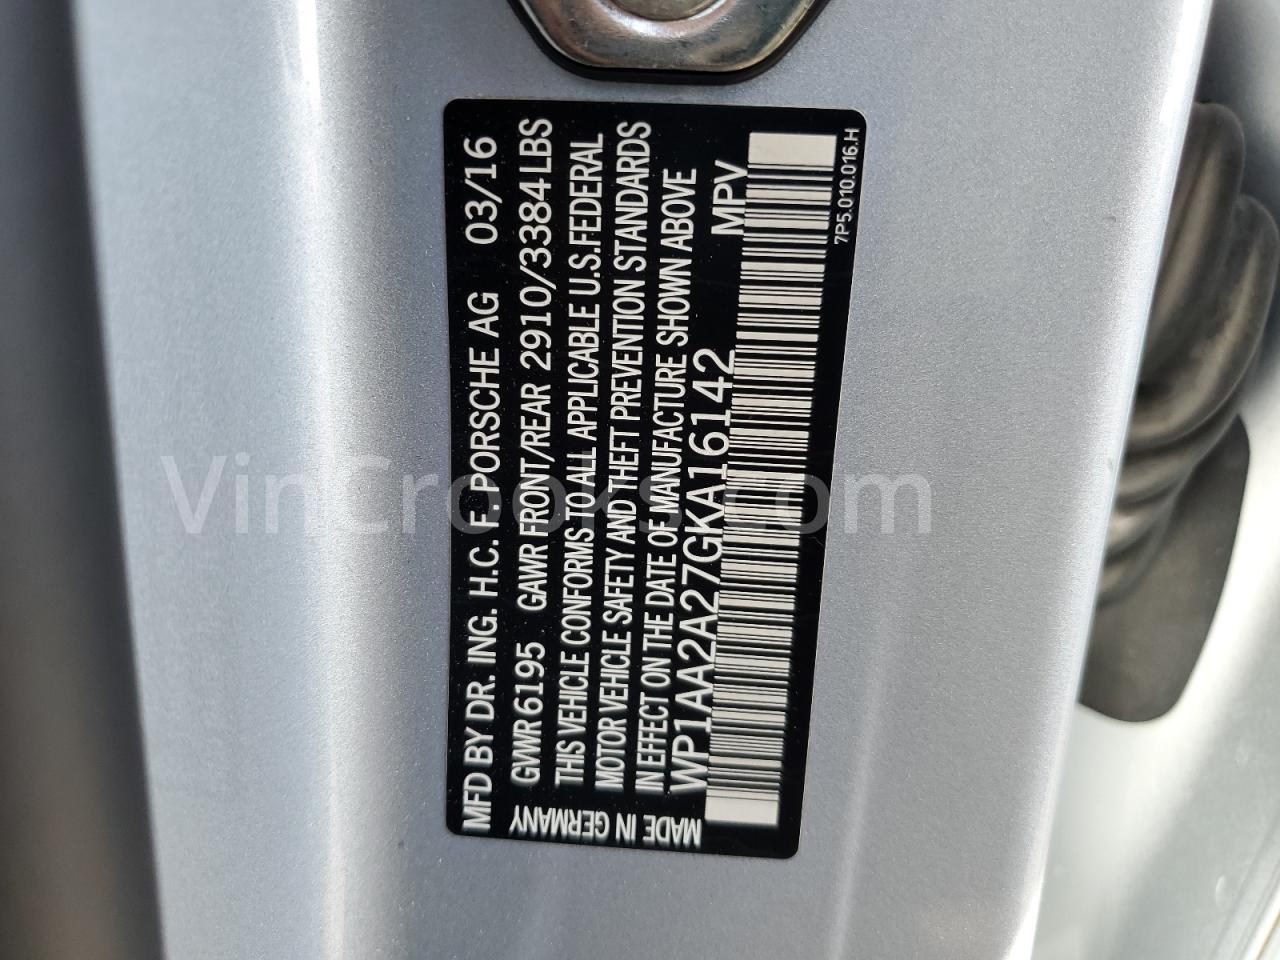 MFD BY DR. ING. H.C. F. PORSCHE AG 03/16
GVWR 6195 GAWR FRONT/REAR 2910/3384 LBS
THIS VEHICLE CONFORMS TO ALL APPLICABLE U.S. FEDERAL
MOTOR VEHICLE SAFETY AND THEFT PREVENTION STANDARDS
IN EFFECT ON THE DATE OF MANUFACTURE SHOWN ABOVE
WP1AA2A27GKA16142 MPV
MADE IN GERMANY
7P5.010.016.H
VinCrooks.com